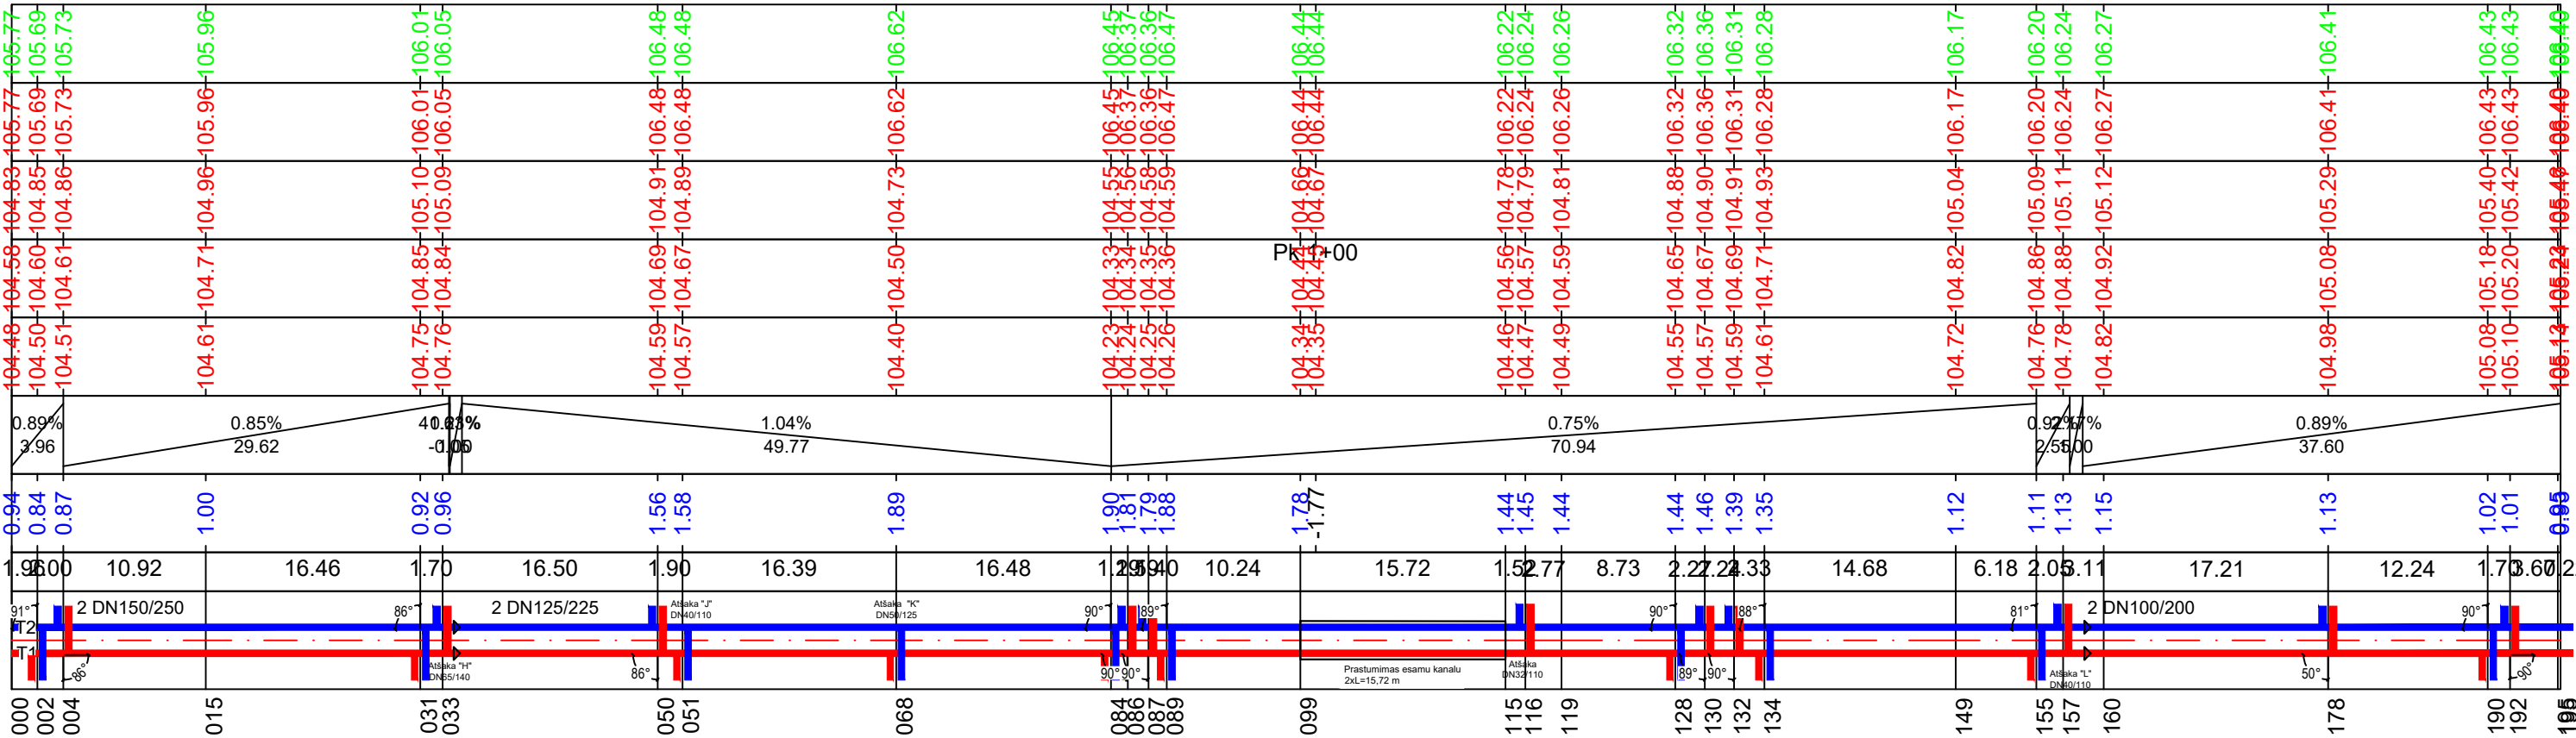 105.77 105.69 105.73 105.96 106.01 106.05 106.48 106.48 106.62 106.45 106.37 106.36 106.47 106.44 106.44 106.22 106.24 106.26 106.32 106.36 106.31 106.28 106.17 106.20 106.24 106.27 106.41 106.43 106.43
105.77 105.69 105.73 105.96 106.01 106.05 106.48 106.48 106.62 106.45 106.37 106.36 106.47 106.44 106.44 106.22 106.24 106.26 106.32 106.36 106.31 106.28 106.17 106.20 106.24 106.27 106.41 106.43 106.43
104.83 104.85 104.86 104.96 105.10 105.09 104.91 104.89 104.73 104.55 104.56 104.58 104.59 104.66 104.67 104.78 104.79 104.81 104.88 104.90 104.91 104.93 105.04 105.09 105.11 105.12 105.29 105.40 105.42
104.58 104.60 104.61 104.71 104.85 104.84 104.69 104.67 104.50 104.33 104.34 104.35 104.36 104.44 104.45 104.56 104.57 104.59 104.65 104.67 104.69 104.71 104.82 104.86 104.88 104.92 105.08 105.18 105.20
Pk 1+00
104.48 104.50 104.51 104.61 104.75 104.76 104.59 104.57 104.40 104.23 104.24 104.25 104.26 104.34 104.35 104.46 104.47 104.49 104.55 104.57 104.59 104.61 104.72 104.76 104.78 104.82 104.98 105.08 105.10
0.89% 0.85% 1.04% 0.75% 0.89%
3.96 29.62 49.77 70.94 37.60
0.94 0.84 0.87 1.00 0.92 0.96 1.56 1.58 1.89 1.90 1.81 1.79 1.88 1.78 -1.77 1.44 1.45 1.44 1.44 1.46 1.39 1.35 1.12 1.11 1.13 1.15 1.13 1.02 1.01
1.96 2.00 10.92 16.46 1.70 16.50 1.90 16.39 16.48 10.24 15.72 1.52 2.77 8.73 2.27 2.24 2.33 14.68 6.18 2.05 3.11 17.21 12.24 1.70 3.60
91° 2 DN150/250 86° 2 DN125/225 Atšaka "J" Atšaka "K" 90° 89° 90° 88° 81° 2 DN100/200 90°
DN40/110 DN50/125
T2
T1
86° Atšaka "H" 86° 90° 90° Prastumimas esamu kanalu Atšaka 89° 90° Atšaka "L" 50° 90°
DN65/140 2xL=15,72 m DN32/110 DN40/110
000 002 004 015 031 033 050 051 068 084 086 087 089 099 115 116 119 128 130 132 134 149 155 157 160 178 190 192